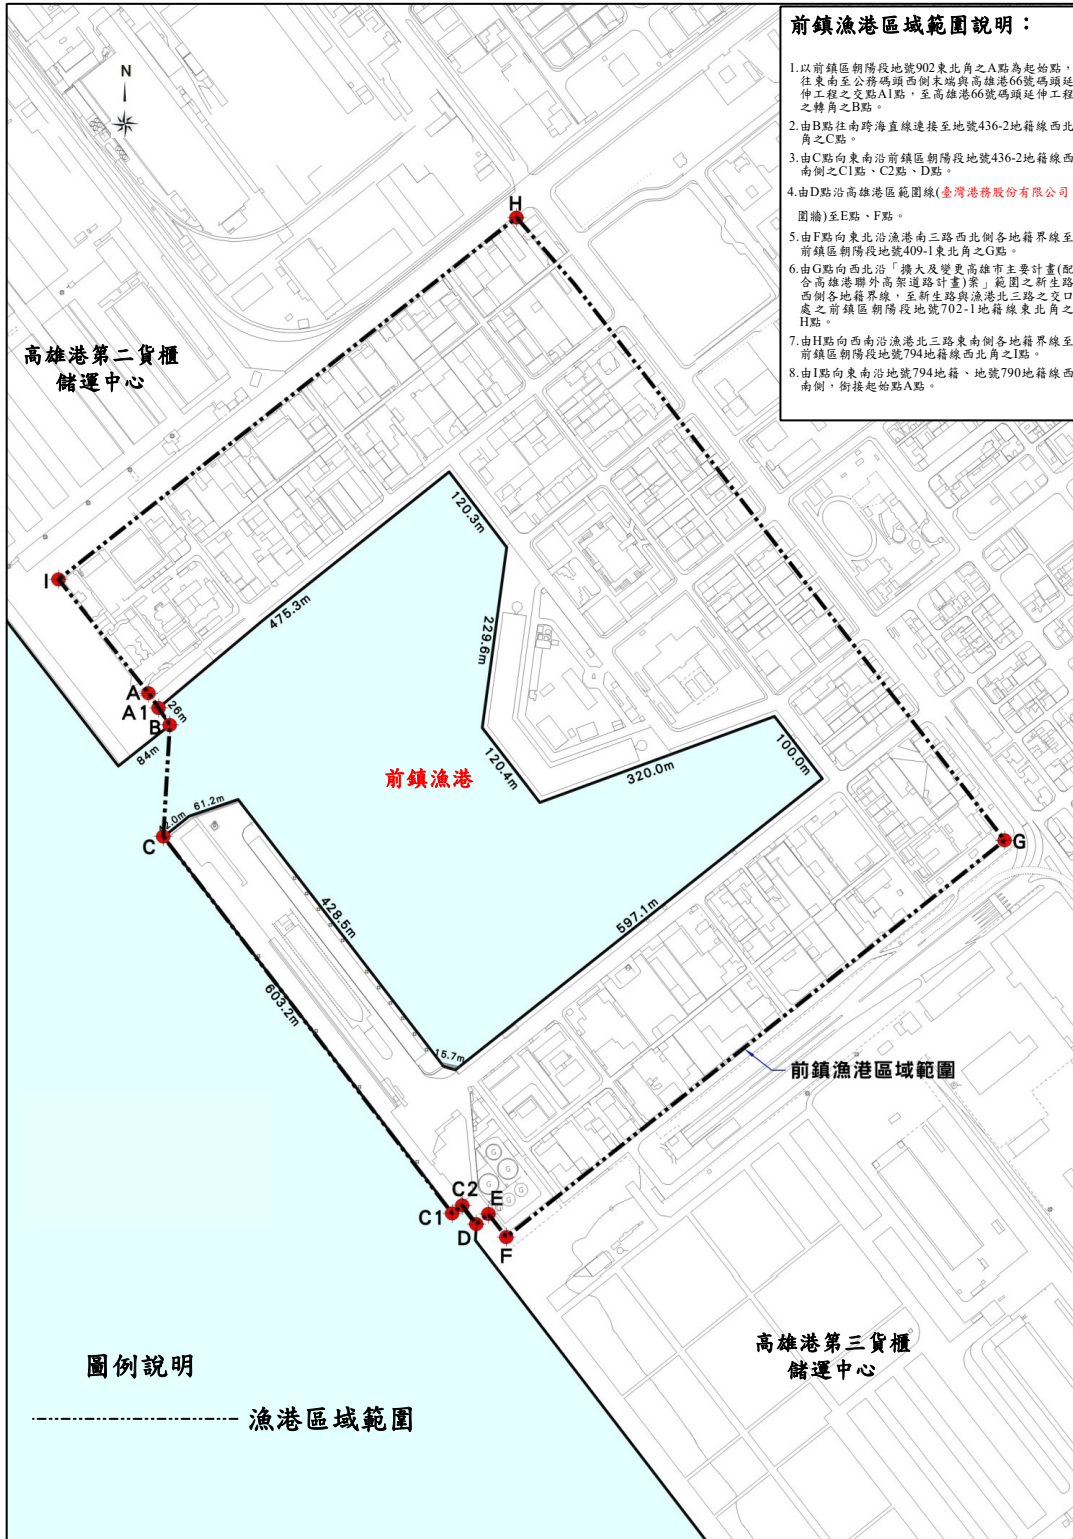 前鎮漁港區域範圍說明：
1.以前鎮區朝陽段地號902東北角之A點為起始點，
往東南至公務碼頭西側末端與高雄港66號碼頭延
伸工程之交點A1點，至高雄港66號碼頭延伸工程
之轉角之B點。
2.由B點往南跨海直線連接至地號436-2地籍線西北
角之C點。
3.由C點向東南沿前鎮區朝陽段地號436-2地籍線西
南側之C1點、C2點、D點。
4.由D點沿高雄港區範圍線(臺灣港務股份有限公司
圍牆)至E點、F點。
5.由F點向東北沿漁港南三路西北側各地籍界線至
前鎮區朝陽段地號409-1東北角之G點。
6.由G點向西北沿「擴大及變更高雄市主要計畫(配
合高雄港聯外高架道路計畫)案」範圍之新生路
西側各地籍界線，至新生路與漁港北三路之交口
處之前鎮區朝陽段地號702-1地籍線東北角之
H點。
7.由H點向西南沿漁港北三路東南側各地籍界線至
前鎮區朝陽段地號794地籍線西北角之I點。
8.由I點向東南沿地號794地籍、地號790地籍線西
南側，銜接起始點A點。
N
H
高雄港第二貨櫃
儲運中心
120.3m
I
475.3m
229.6m
A
A1
26m
B
84m
120.4m
320.0m
100.0m
前鎮漁港
61.2m
C
G
428.5m
597.1m
603.2m
15.7m
前鎮漁港區域範圍
G
G
G
G
G
C2
E
C1
D
F
高雄港第三貨櫃
儲運中心
圖例說明
漁港區域範圍